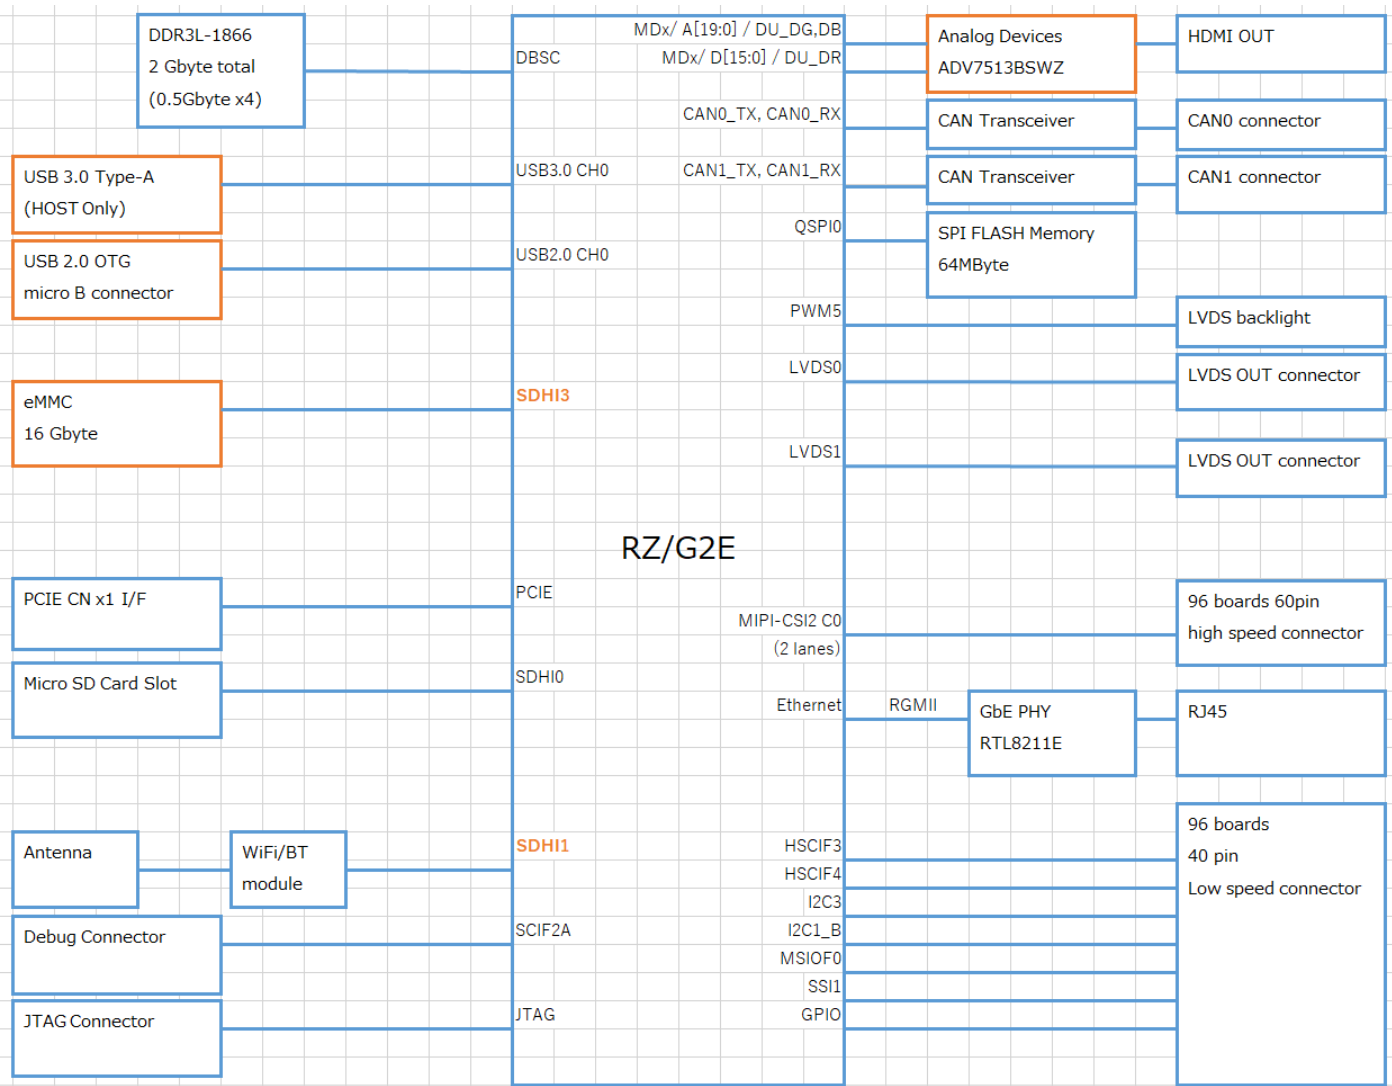 DDR3L-1866
2 Gbyte total
(0.5Gbyte x4)
USB 3.0 Type-A
(HOST Only)
USB 2.0 OTG
micro B connector
eMMC
16 Gbyte
PCIE CN x1 I/F
Micro SD Card Slot
Antenna
WiFi/BT
module
Debug Connector
JTAG Connector
DBSC
USB3.0 CH0
USB2.0 CH0
SDHI3
PCIE
SDHI0
SDHI1
SCIF2A
JTAG
RZ/G2E
MDx/ A[19:0] / DU_DG,DB
MDx/ D[15:0] / DU_DR
CAN0_TX, CAN0_RX
CAN1_TX, CAN1_RX
QSPI0
PWM5
LVDS0
LVDS1
MIPI-CSI2 C0
(2 lanes)
Ethernet
HSCIF3
HSCIF4
I2C3
I2C1_B
MSIOF0
SSI1
GPIO
RGMII
Analog Devices
ADV7513BSWZ
CAN Transceiver
CAN Transceiver
SPI FLASH Memory
64MByte
GbE PHY
RTL8211E
HDMI OUT
CAN0 connector
CAN1 connector
LVDS backlight
LVDS OUT connector
LVDS OUT connector
96 boards 60pin
high speed connector
RJ45
96 boards
40 pin
Low speed connector